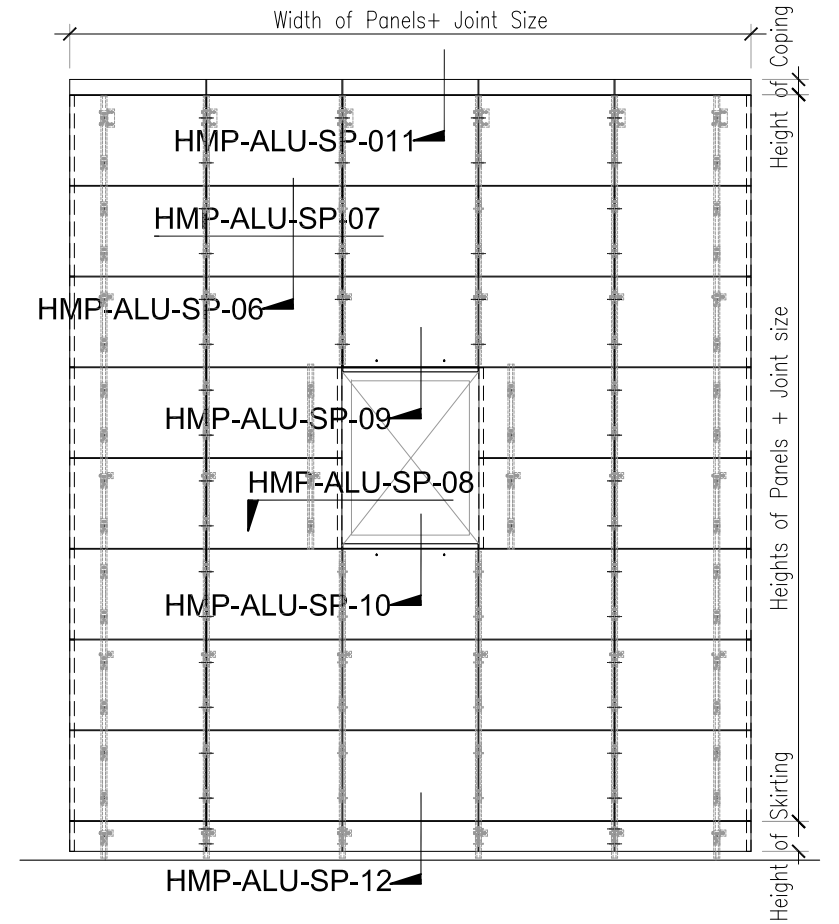 Width of Panels+ Joint Size
Height of Coping
HMP-ALU-SP-011
HMP-ALU-SP-07
HMP-ALU-SP-06
Heights of Panels + Joint size
HMP-ALU-SP-09
HMP-ALU-SP-08
HMP-ALU-SP-10
Height of Skirting
HMP-ALU-SP-12